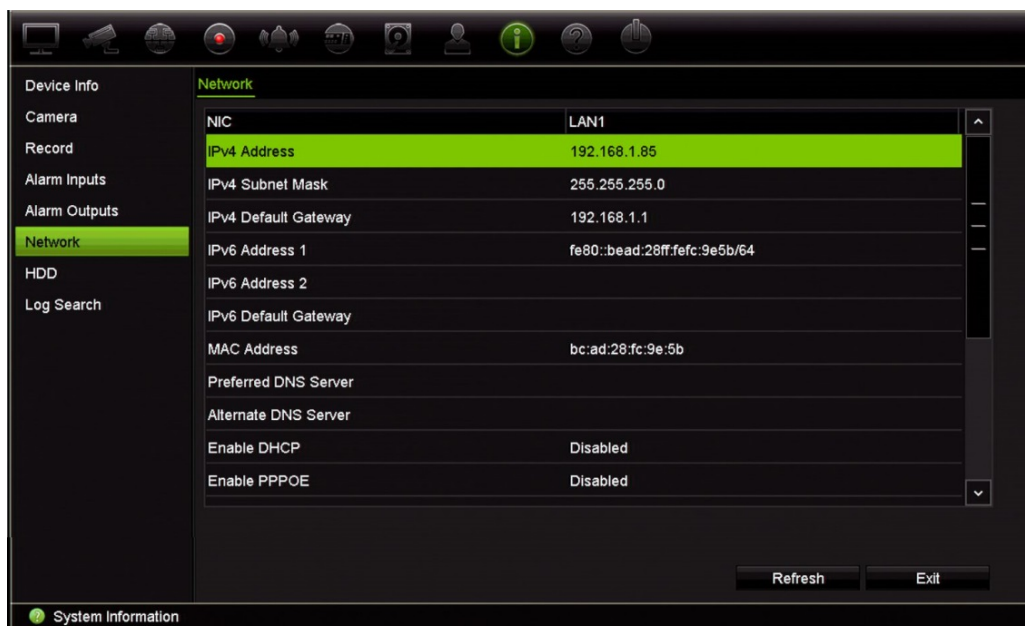 Device Info
Camera
Record
Alarm Inputs
Alarm Outputs
Network
HDD
Log Search
Network
NIC LAN1
IPv4 Address 192.168.1.85
IPv4 Subnet Mask 255.255.255.0
IPv4 Default Gateway 192.168.1.1
IPv6 Address 1 fe80::bead:28ff:fefc:9e5b/64
IPv6 Address 2
IPv6 Default Gateway
MAC Address bc:ad:28:fc:9e:5b
Preferred DNS Server
Alternate DNS Server
Enable DHCP Disabled
Enable PPPOE Disabled
Refresh Exit
System Information